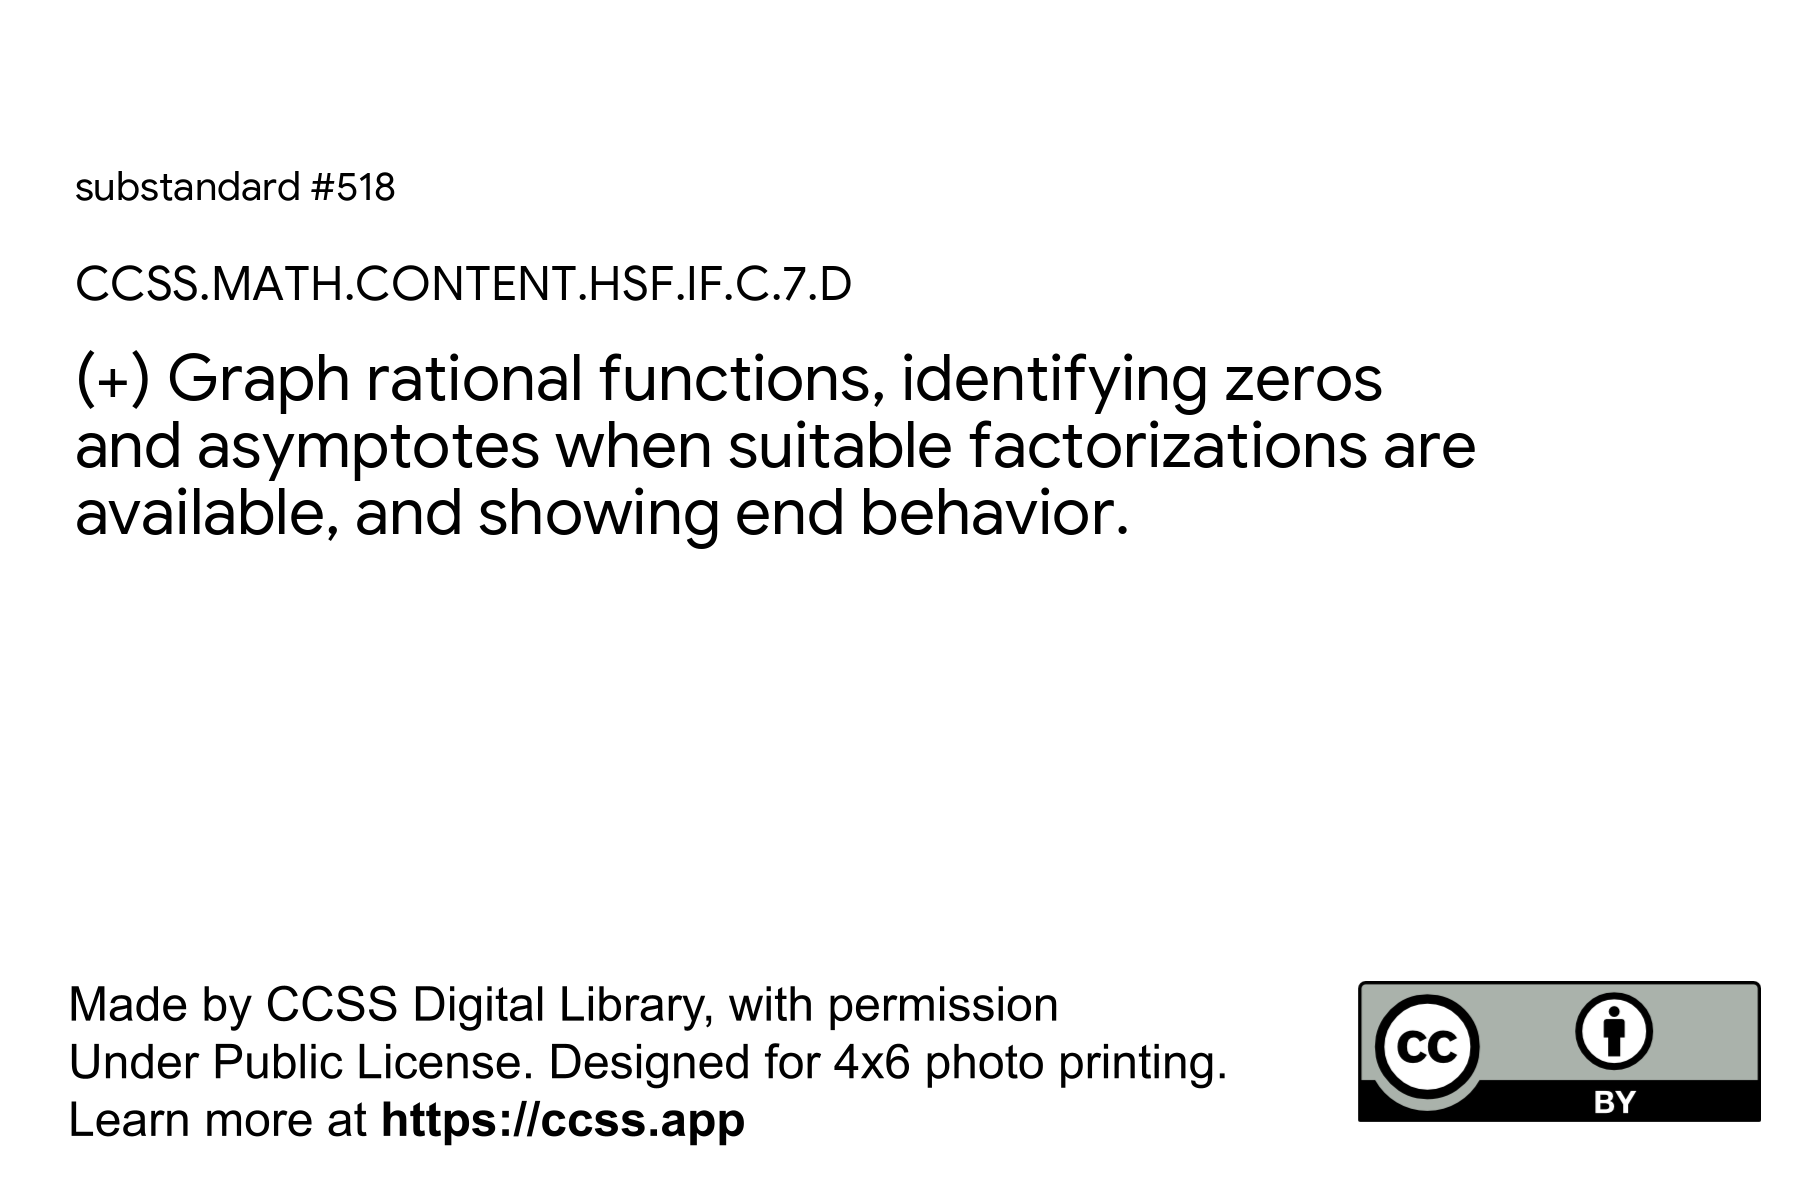 substandard #518
CCSS.MATH.CONTENT.HSF.IF.C.7.D
(+) Graph rational functions, identifying zeros
and asymptotes when suitable factorizations are
available, and showing end behavior.
Made by CCSS Digital Library, with permission
Under Public License. Designed for 4x6 photo printing.
Learn more at https://ccss.app
cc
BY